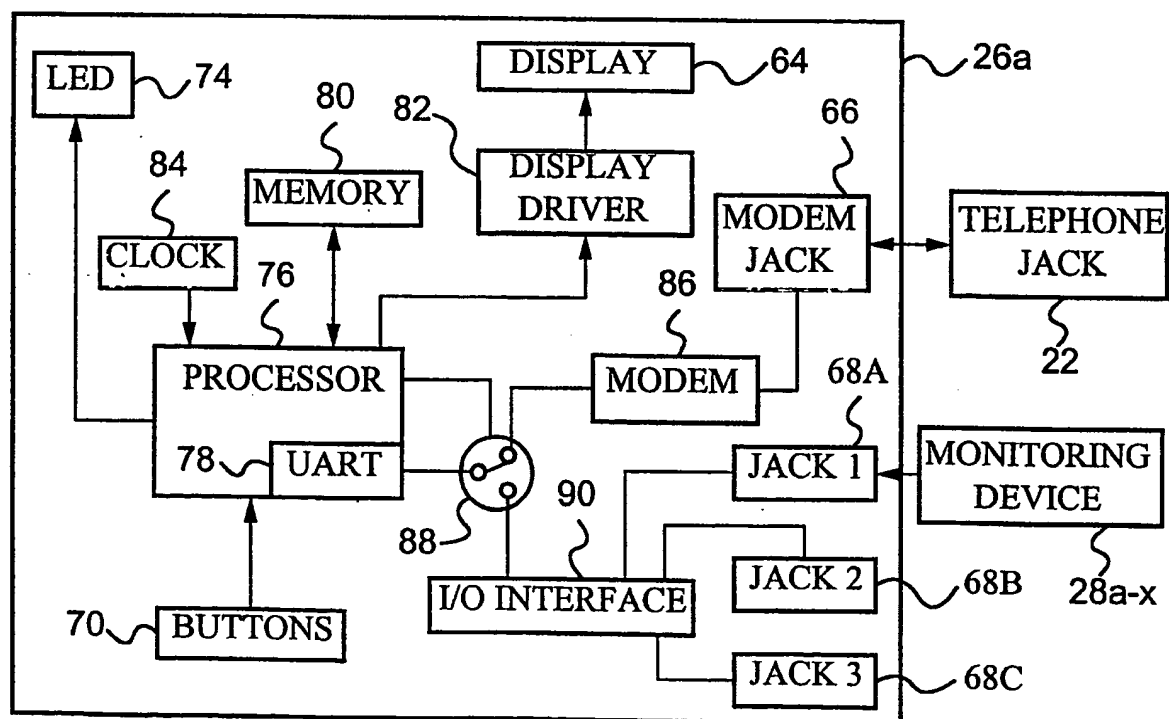 LED
74
DISPLAY
64
26a
80
82
66
84
MEMORY
DISPLAY
DRIVER
MODEM
JACK
TELEPHONE
JACK
CLOCK
76
86
22
PROCESSOR
MODEM
68A
78
UART
JACK 1
MONITORING
DEVICE
88
90
I/O INTERFACE
JACK 2
68B
28a-x
70
BUTTONS
JACK 3
68C